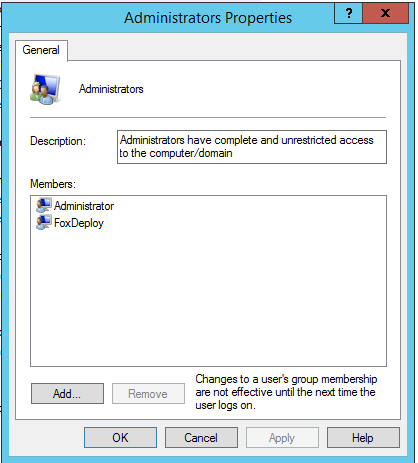 Administrators Properties
? x
General
Administrators
Description:
Administrators have complete and unrestricted access
to the computer/domain
Members:
Administrator
FoxDeploy
Add...
Remove
Changes to a user's group membership
are not effective until the next time the
user logs on.
OK
Cancel
Apply
Help